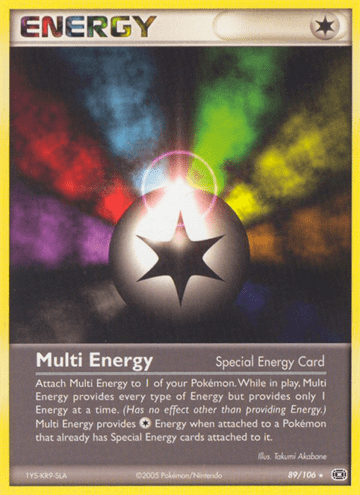 ENERGY
Multi Energy Special Energy Card
Attach Multi Energy to 1 of your Pokémon. While in play, Multi
Energy provides every type of Energy but provides only 1
Energy at a time. (Has no effect other than providing Energy.)
Multi Energy provides Energy when attached to a Pokémon
that already has Special Energy cards attached to it.
Illus. Takumi Akabane
1YS-KR9-SLA ©2005 Pokémon/Nintendo 89/106 ★